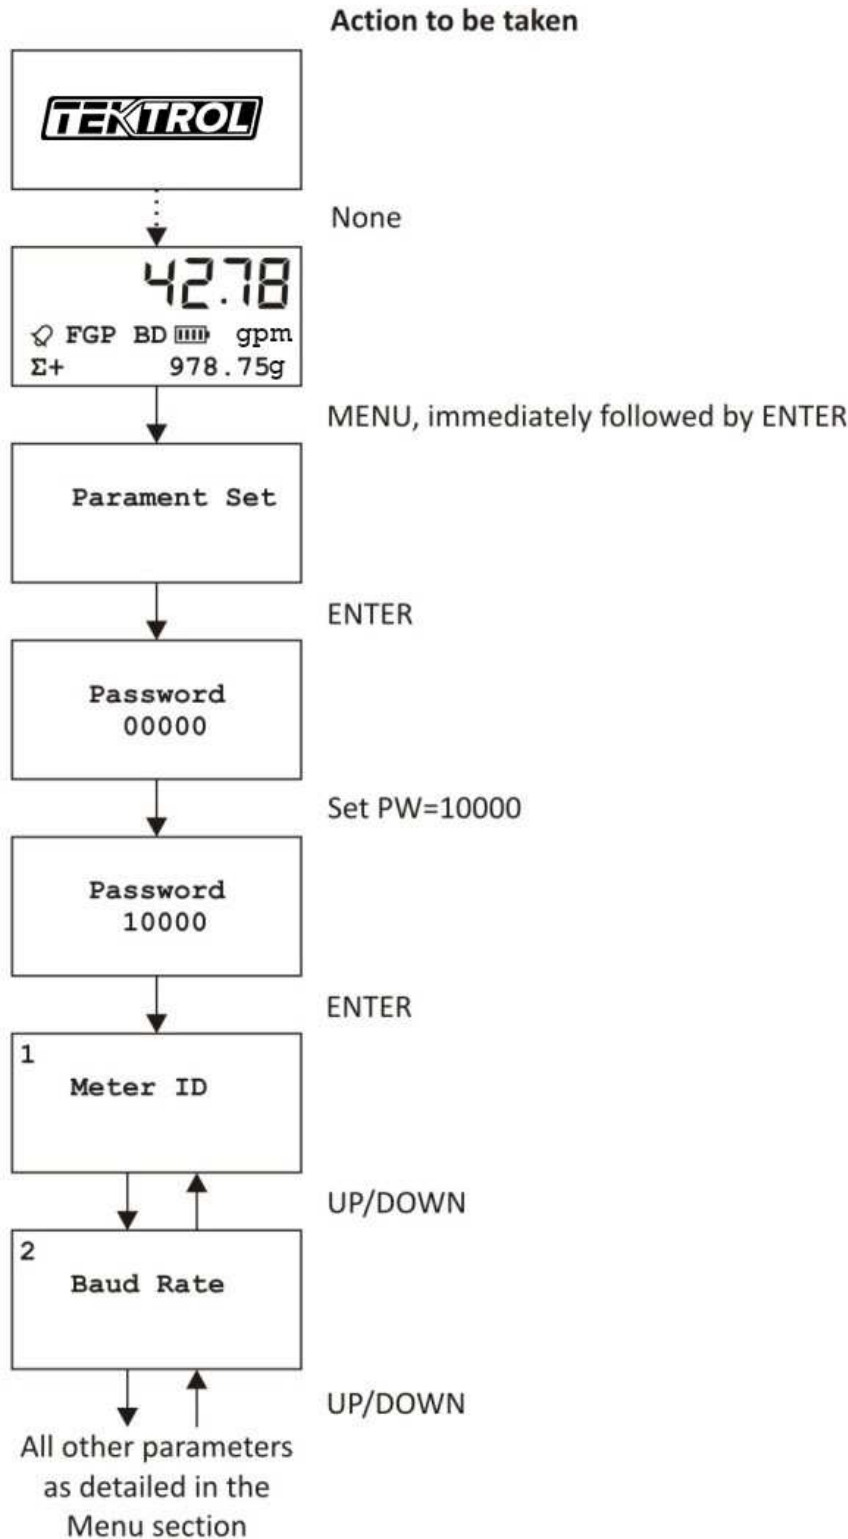 Action to be taken
TEKTROL
None
42.78
FGP BD gpm
Σ+ 978.75g
MENU, immediately followed by ENTER
Parament Set
ENTER
Password
00000
Set PW=10000
Password
10000
ENTER
1
Meter ID
UP/DOWN
2
Baud Rate
UP/DOWN
All other parameters
as detailed in the
Menu section